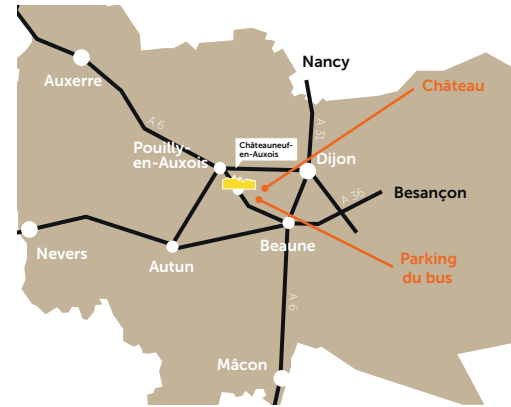 Nancy
Auxerre
Château
A 6
A 31
Châteauneuf-
en-Auxois
Pouilly-
en-Auxois
Dijon
A 36
Besançon
Nevers
Autun
Beaune
Parking
du bus
A 6
Mâcon